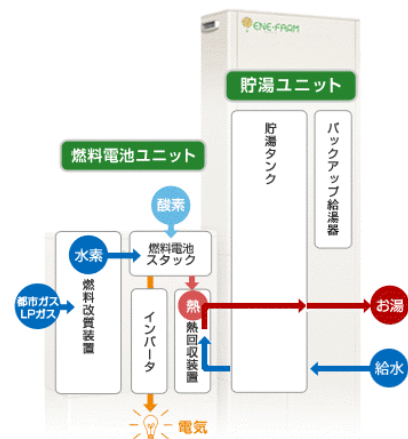 ENE·FARM
貯湯ユニット
燃料電池ユニット
貯湯タンク
バックアップ給湯器
酸素
水素
燃料電池
スタック
都市ガス
LPガス
燃料改質装置
インバータ
熱
熱回収装置
お湯
給水
電気